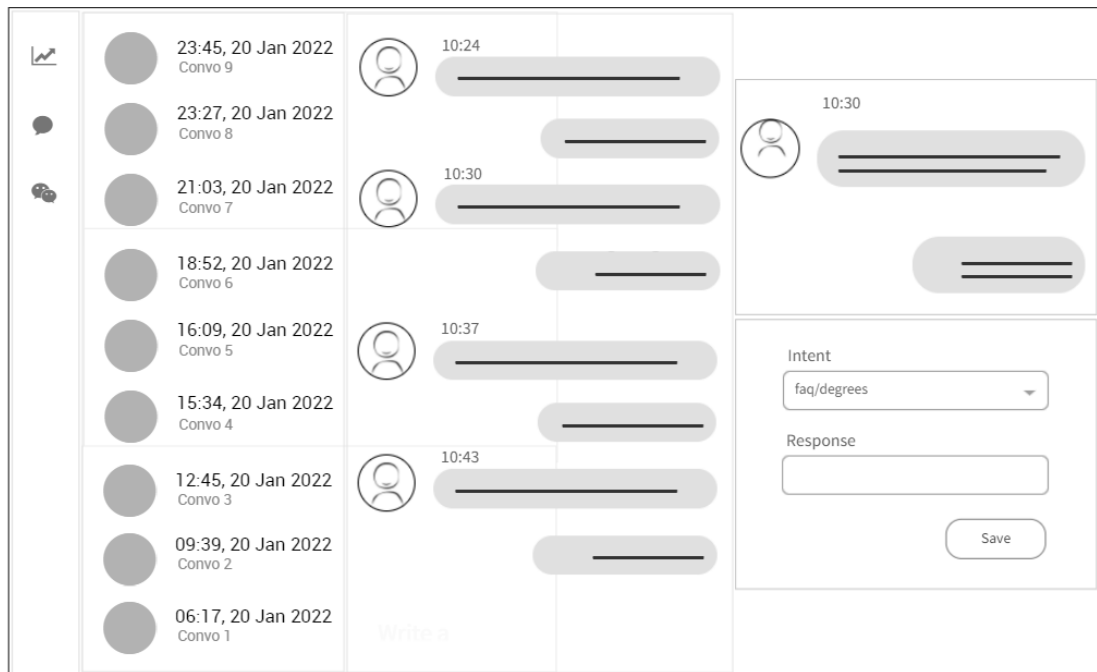 23:45, 20 Jan 2022
Convo 9
23:27, 20 Jan 2022
Convo 8
21:03, 20 Jan 2022
Convo 7
18:52, 20 Jan 2022
Convo 6
16:09, 20 Jan 2022
Convo 5
15:34, 20 Jan 2022
Convo 4
12:45, 20 Jan 2022
Convo 3
09:39, 20 Jan 2022
Convo 2
06:17, 20 Jan 2022
Convo 1
10:24
10:30
10:37
10:43
Write a
10:30
Intent
faq/degrees
Response
Save